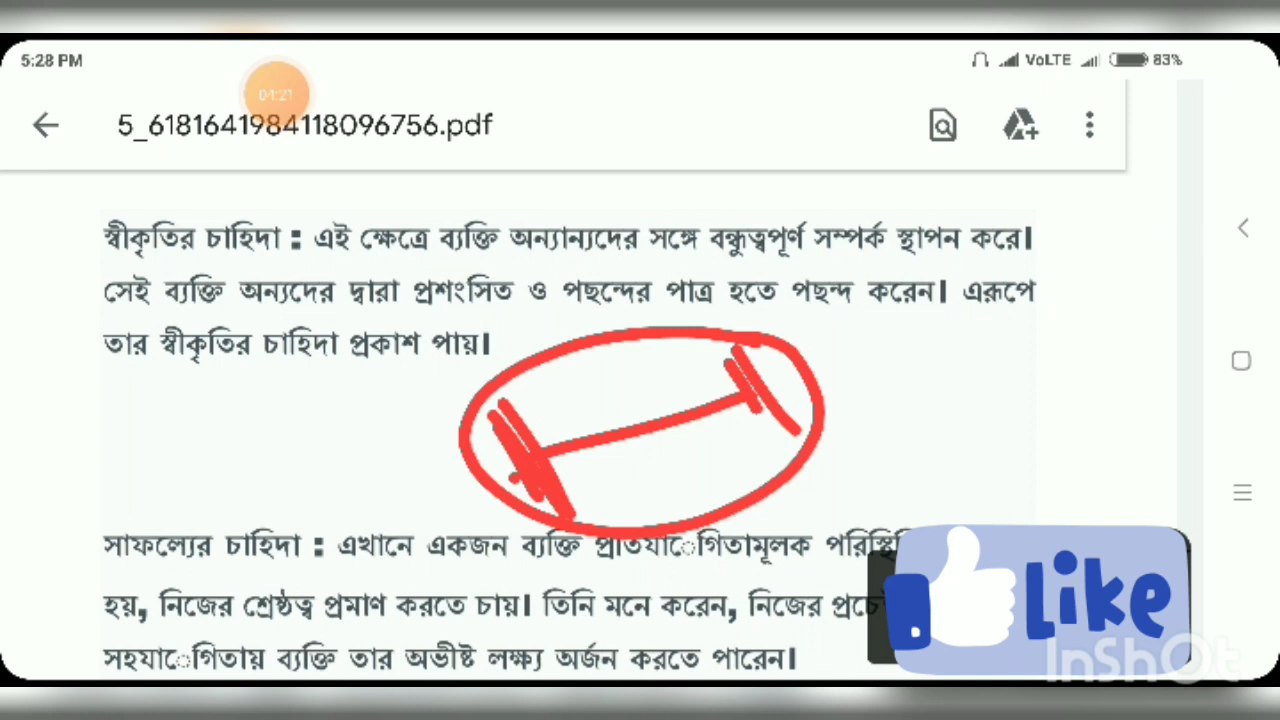 5:28 PM
VoLTE
83%
04:21
5_6181641984118096756.pdf
স্বীকৃতির চাহিদা : এই ক্ষেত্রে ব্যক্তি অন্যান্যদের সঙ্গে বন্ধুত্বপূর্ণ সম্পর্ক স্থাপন করে।
সেই ব্যক্তি অন্যদের দ্বারা প্রশংসিত ও পছন্দের পাত্র হতে পছন্দ করেন। এরূপে
তার স্বীকৃতির চাহিদা প্রকাশ পায়।
সাফল্যের চাহিদা : এখানে একজন ব্যক্তি প্রতিযােগিতামূলক
হয়, নিজের শ্রেষ্ঠত্ব প্রমাণ করতে চায়। তিনি মনে করেন, নিজের
সহযােগিতায় ব্যক্তি তার অভীষ্ট লক্ষ্য অর্জন করতে পারেন।
LiKe
InShOt